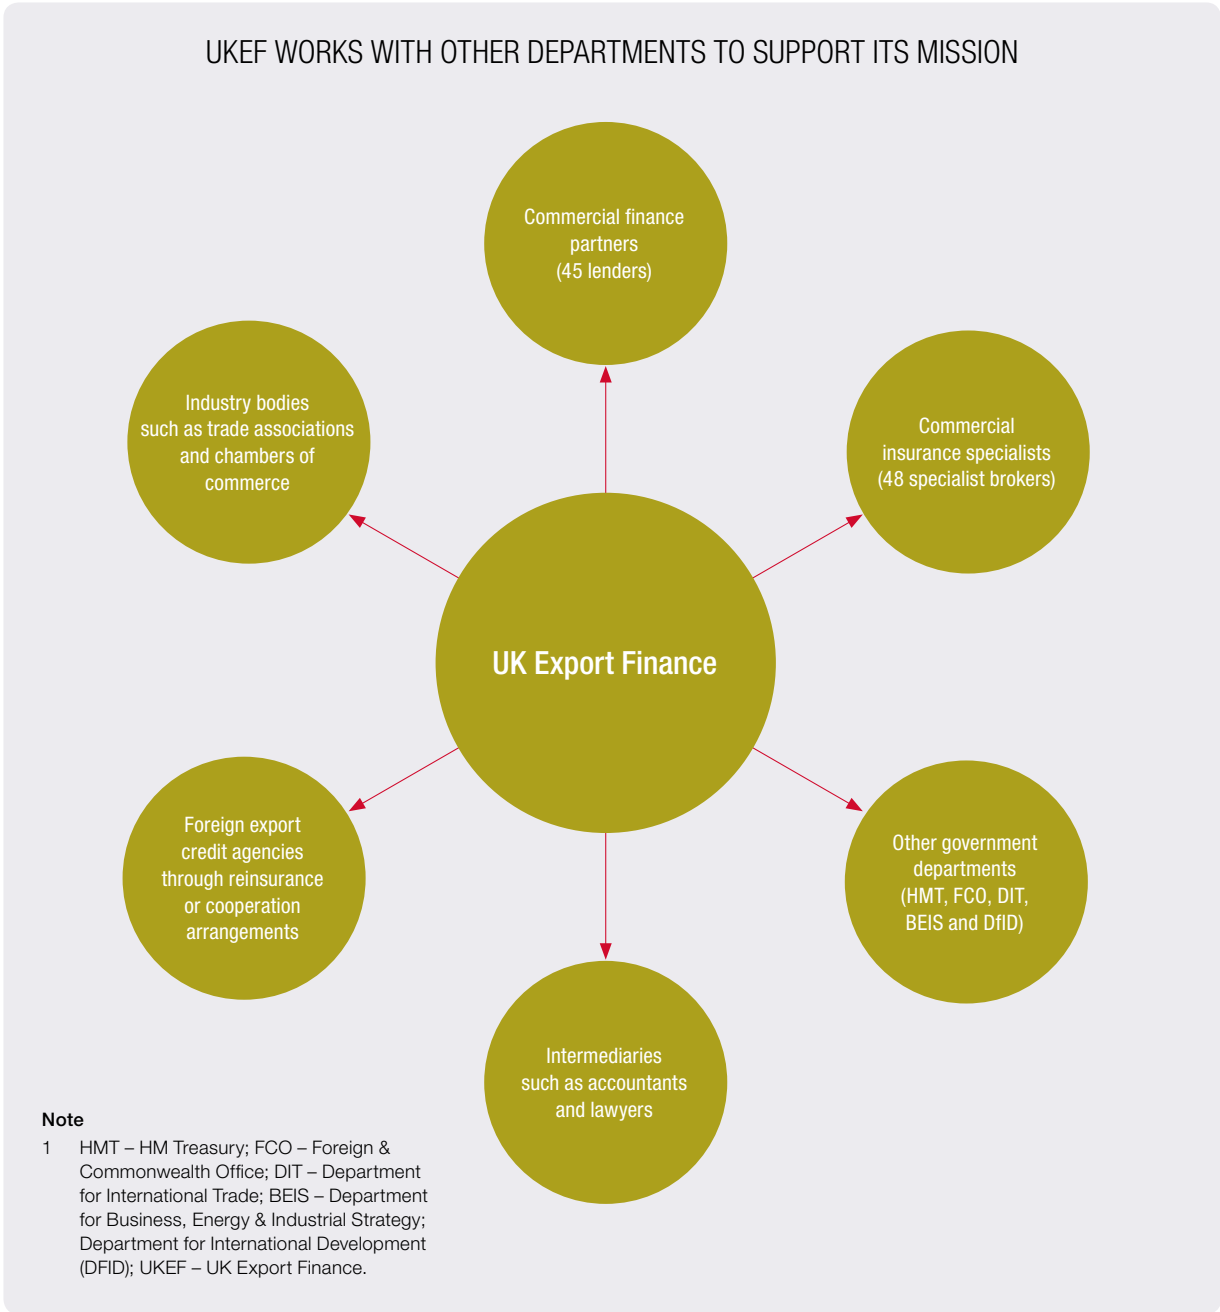 UKEF WORKS WITH OTHER DEPARTMENTS TO SUPPORT ITS MISSION
Commercial finance
partners
(45 lenders)
Industry bodies
such as trade associations
and chambers of
commerce
Commercial
insurance specialists
(48 specialist brokers)
UK Export Finance
Foreign export
credit agencies
through reinsurance
or cooperation
arrangements
Other government
departments
(HMT, FCO, DIT,
BEIS and DfID)
Intermediaries
such as accountants
and lawyers
Note
1 HMT – HM Treasury; FCO – Foreign &
Commonwealth Office; DIT – Department
for International Trade; BEIS – Department
for Business, Energy & Industrial Strategy;
Department for International Development
(DFID); UKEF – UK Export Finance.